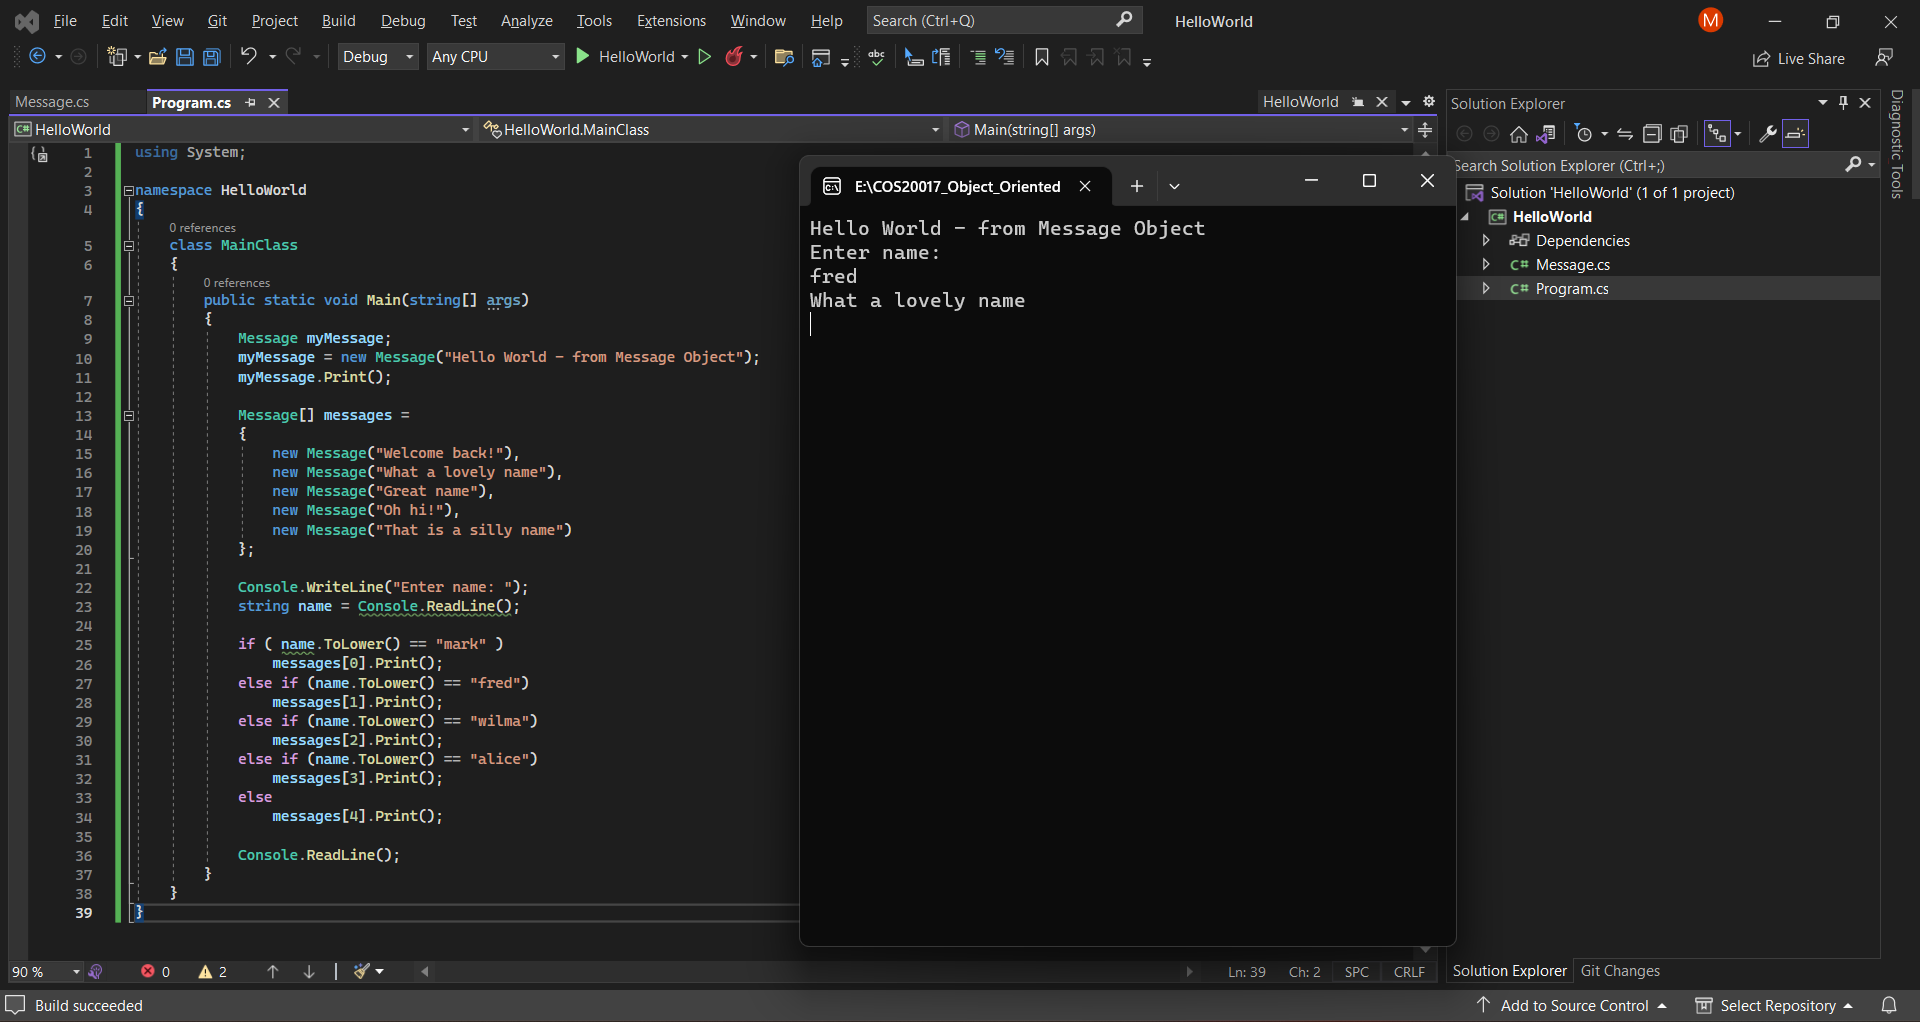 File Edit View Git Project Build Debug Test Analyze Tools Extensions Window Help Search (Ctrl+Q) HelloWorld M
Debug Any CPU HelloWorld Live Share
Message.cs Program.cs HelloWorld
HelloWorld HelloWorld.MainClass Main(string[] args)
1 using System;
2
3 namespace HelloWorld
4 {
0 references
5 class MainClass
6 {
0 references
7 public static void Main(string[] args)
8 {
9 Message myMessage;
10 myMessage = new Message("Hello World - from Message Object");
11 myMessage.Print();
12
13 Message[] messages =
14 {
15 new Message("Welcome back!"),
16 new Message("What a lovely name"),
17 new Message("Great name"),
18 new Message("Oh hi!"),
19 new Message("That is a silly name")
20 };
21
22 Console.WriteLine("Enter name: ");
23 string name = Console.ReadLine();
24
25 if ( name.ToLower() == "mark" )
26 messages[0].Print();
27 else if (name.ToLower() == "fred")
28 messages[1].Print();
29 else if (name.ToLower() == "wilma")
30 messages[2].Print();
31 else if (name.ToLower() == "alice")
32 messages[3].Print();
33 else
34 messages[4].Print();
35
36 Console.ReadLine();
37 }
38 }
39 }
E:\COS20017_Object_Oriented
Hello World - from Message Object
Enter name:
fred
What a lovely name
Solution Explorer
Search Solution Explorer (Ctrl+;)
Solution 'HelloWorld' (1 of 1 project)
C# HelloWorld
Dependencies
C# Message.cs
C# Program.cs
Diagnostic Tools
90 % 0 2 Ln: 39 Ch: 2 SPC CRLF
Solution Explorer Git Changes
Build succeeded Add to Source Control Select Repository